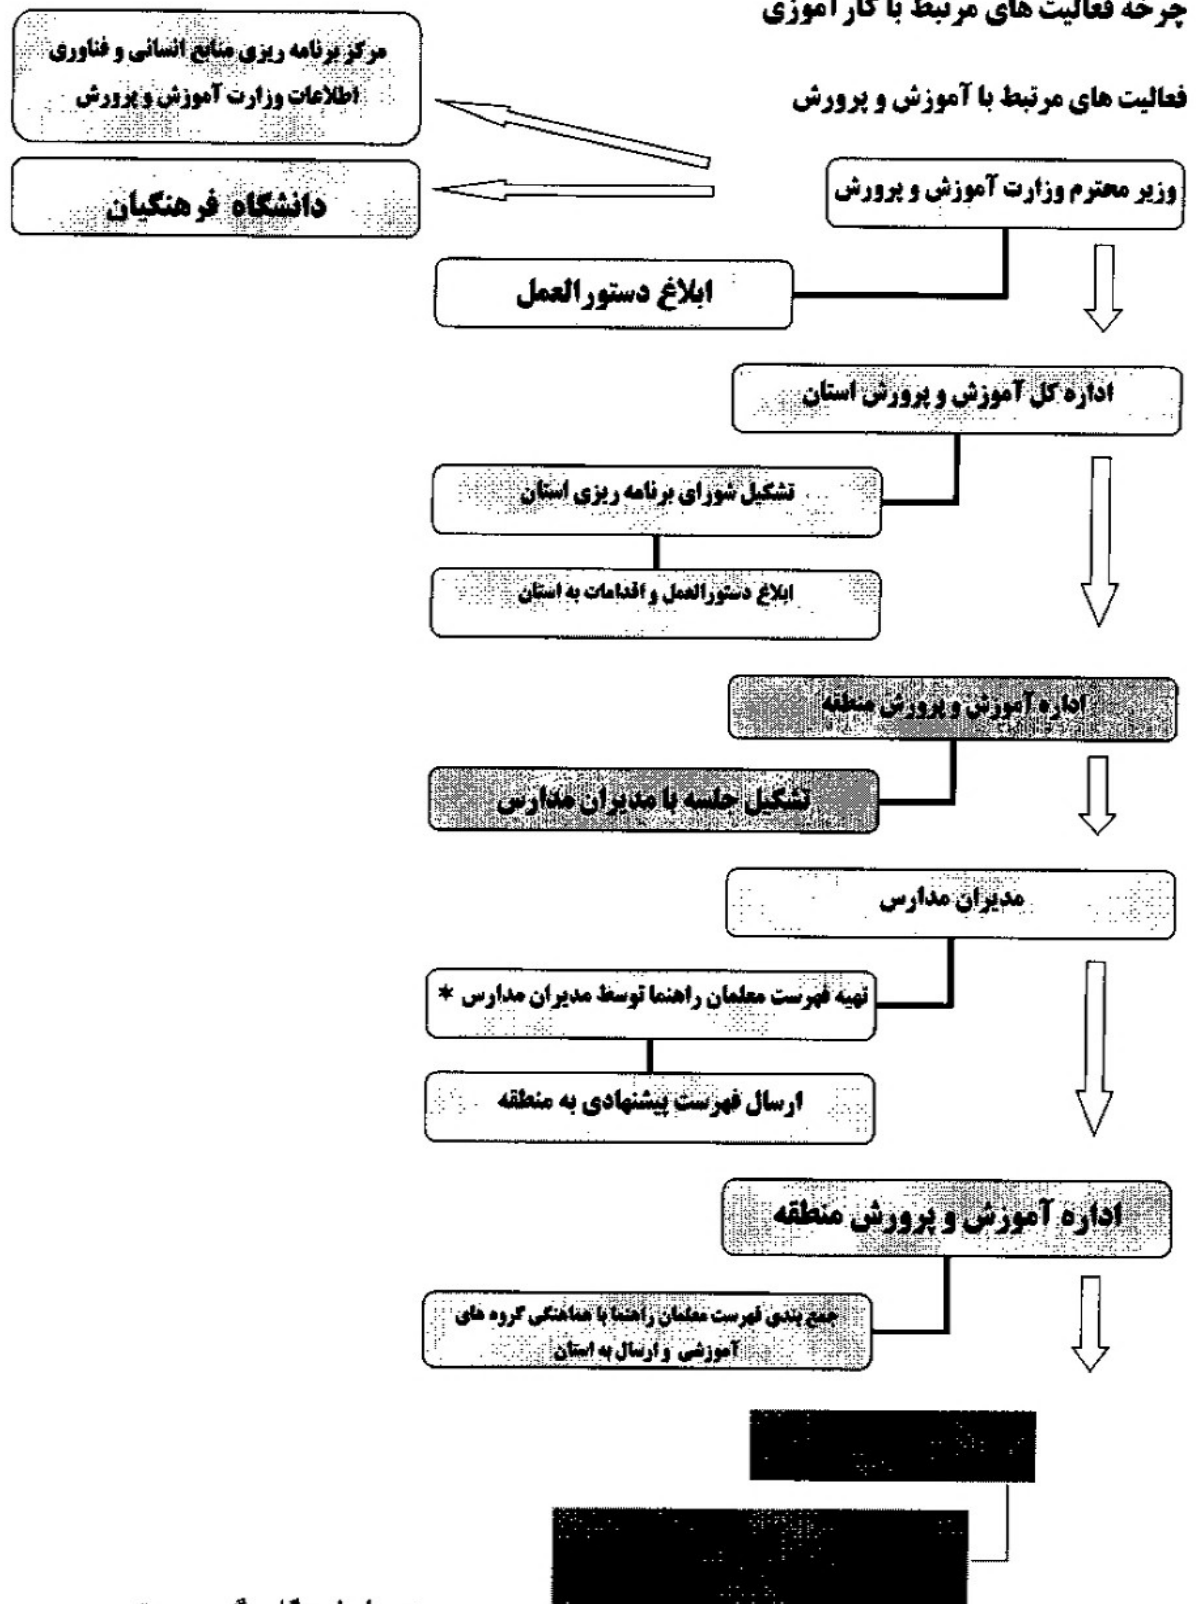 چرخه فعالیت های مرتبط با کار آموزی
فعالیت های مرتبط با آموزش و پرورش
مرکز برنامه ریزی منابع انسانی و فناوری
اطلاعات وزارت آموزش و پرورش
دانشگاه فرهنگیان
وزیر محترم وزارت آموزش و پرورش
ابلاغ دستورالعمل
اداره کل آموزش و پرورش استان
تشکیل شورای برنامه ریزی استان
ابلاغ دستورالعمل و اقدامات به استان
اداره آموزش و پرورش منطقه
تشکیل جلسه با مدیران مدارس
مدیران مدارس
تهیه فهرست معلمان راهنما توسط مدیران مدارس *
ارسال فهرست پیشنهادی به منطقه
اداره آموزش و پرورش منطقه
جمع بندی فهرست معلمان راهنما با هماهنگی گروه های
آموزشی و ارسال به استان